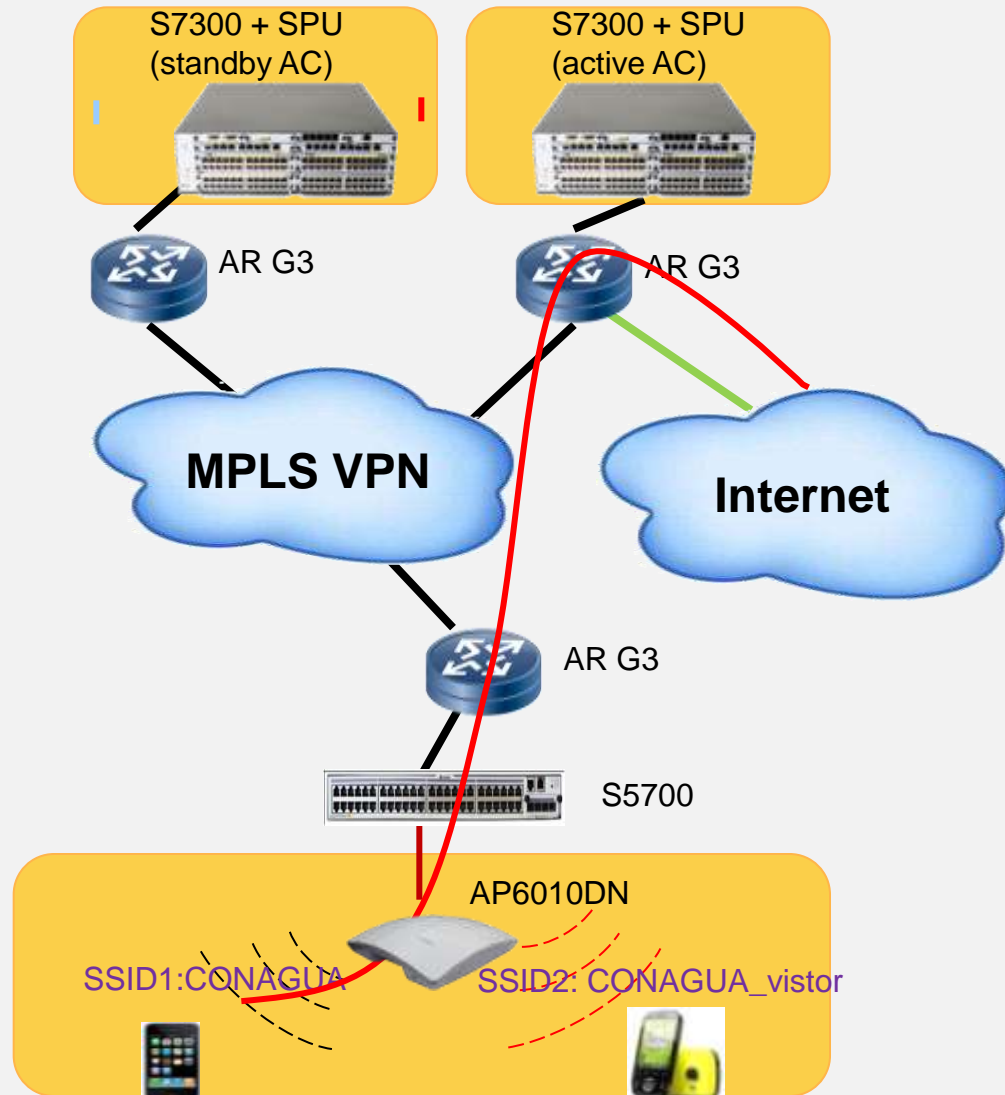 S7300 + SPU
(standby AC)
S7300 + SPU
(active AC)
AR G3
AR G3
MPLS VPN
Internet
AR G3
S5700
AP6010DN
SSID1:CONAGUA
SSID2: CONAGUA_vistor